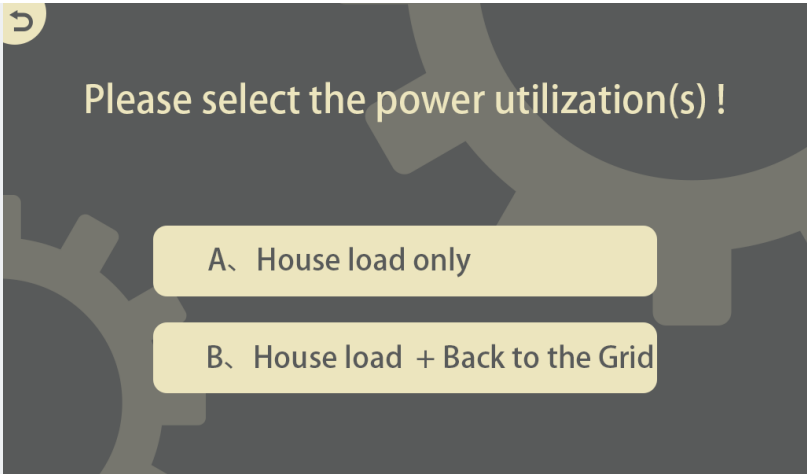 Please select the power utilization(s) !
A、House load only
B、House load + Back to the Grid